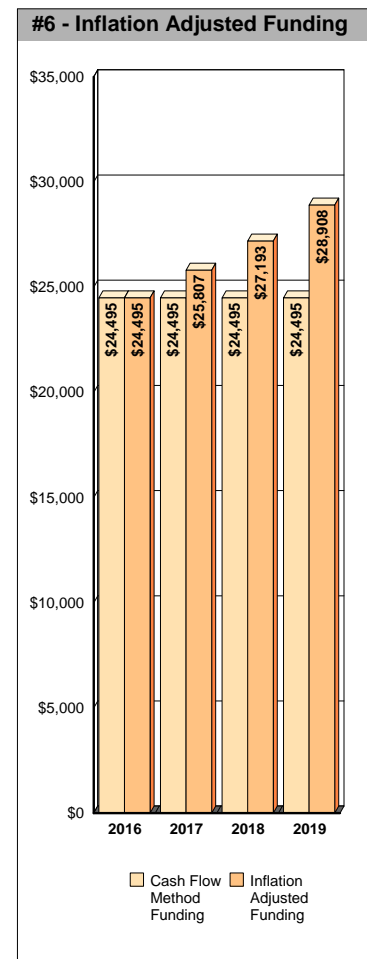 #6 - Inflation Adjusted Funding
$35,000
$30,000
$25,000
$20,000
$15,000
$10,000
$5,000
$0
$24,495
$24,495
$24,495
$25,807
$24,495
$27,193
$24,495
$28,908
2016 2017 2018 2019
Cash Flow
Method
Funding
Inflation
Adjusted
Funding